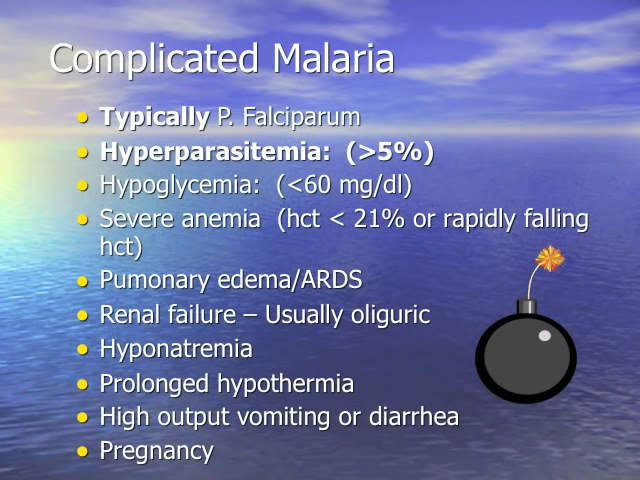 Complicated Malaria
• Typically P. Falciparum
• Hyperparasitemia: (>5%)
• Hypoglycemia: (<60 mg/dl)
• Severe anemia (hct < 21% or rapidly falling
hct)
• Pumonary edema/ARDS
• Renal failure – Usually oliguric
• Hyponatremia
• Prolonged hypothermia
• High output vomiting or diarrhea
• Pregnancy